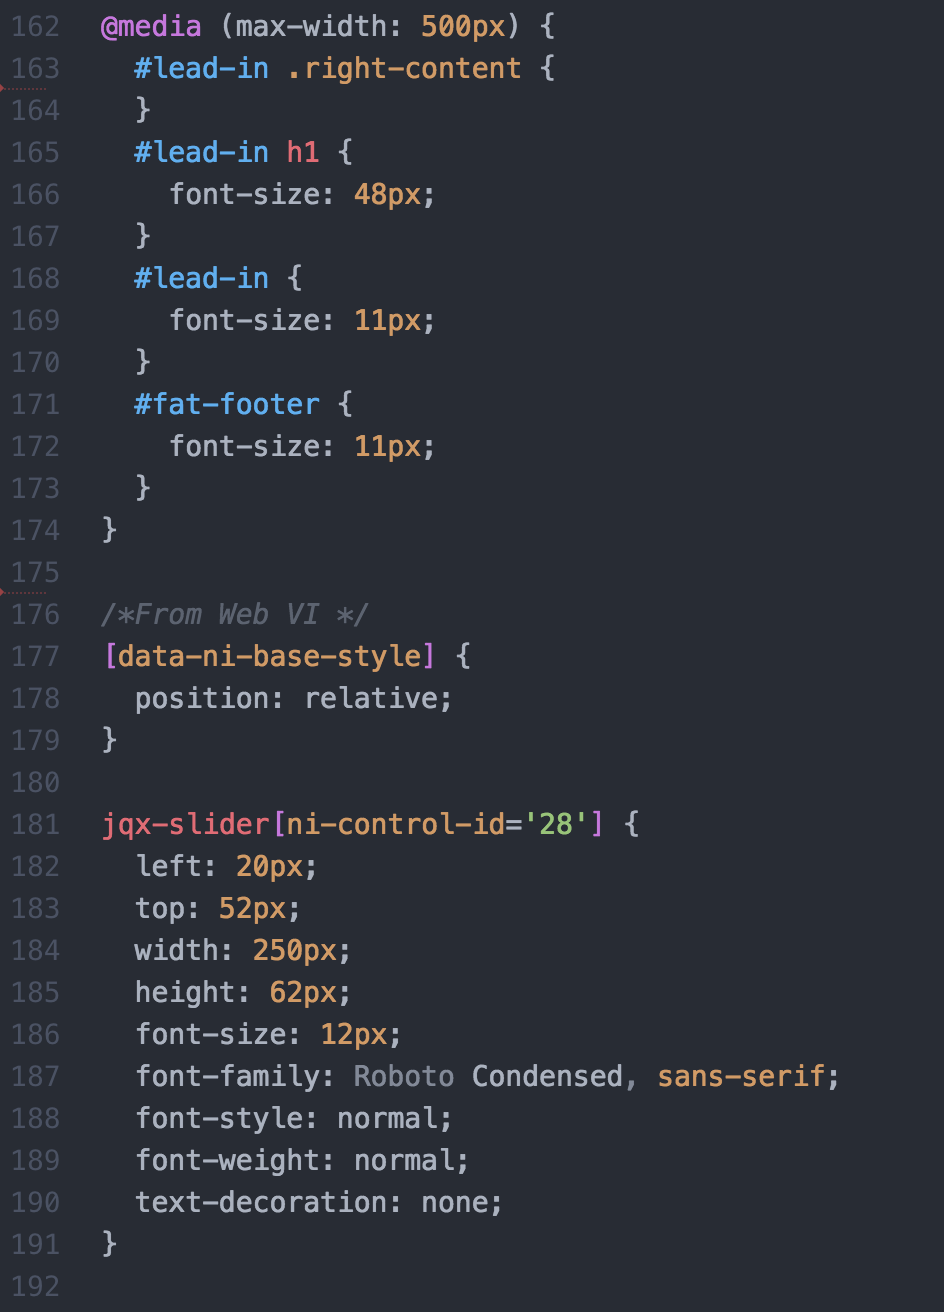 162 @media (max-width: 500px) {
163   #lead-in .right-content {
164   }
165   #lead-in h1 {
166     font-size: 48px;
167   }
168   #lead-in {
169     font-size: 11px;
170   }
171   #fat-footer {
172     font-size: 11px;
173   }
174 }
175
176 /*From Web VI */
177 [data-ni-base-style] {
178   position: relative;
179 }
180
181 jqx-slider[ni-control-id='28'] {
182   left: 20px;
183   top: 52px;
184   width: 250px;
185   height: 62px;
186   font-size: 12px;
187   font-family: Roboto Condensed, sans-serif;
188   font-style: normal;
189   font-weight: normal;
190   text-decoration: none;
191 }
192